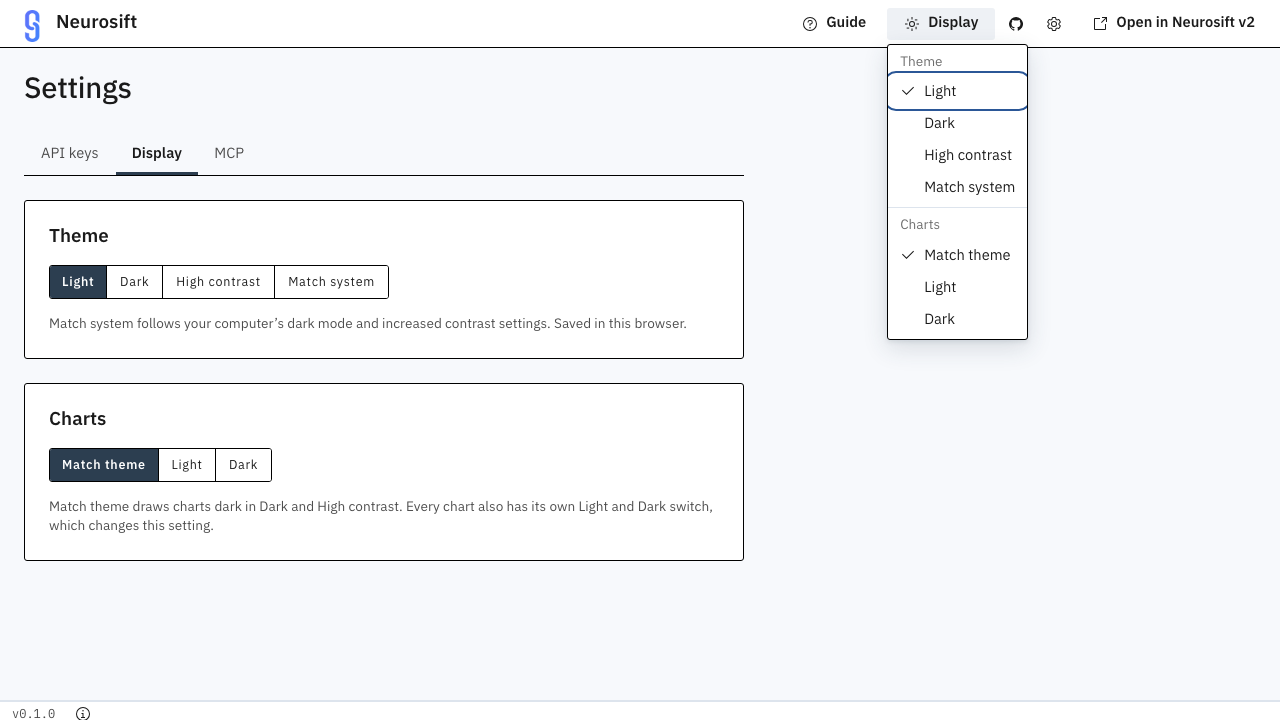 Neurosift
Guide
Display
Open in Neurosift v2
Settings
API keys
Display
MCP
Theme
Light
Dark
High contrast
Match system
Match system follows your computer’s dark mode and increased contrast settings. Saved in this browser.
Charts
Match theme
Light
Dark
Match theme draws charts dark in Dark and High contrast. Every chart also has its own Light and Dark switch,
which changes this setting.
Theme
Light
Dark
High contrast
Match system
Charts
Match theme
Light
Dark
v0.1.0